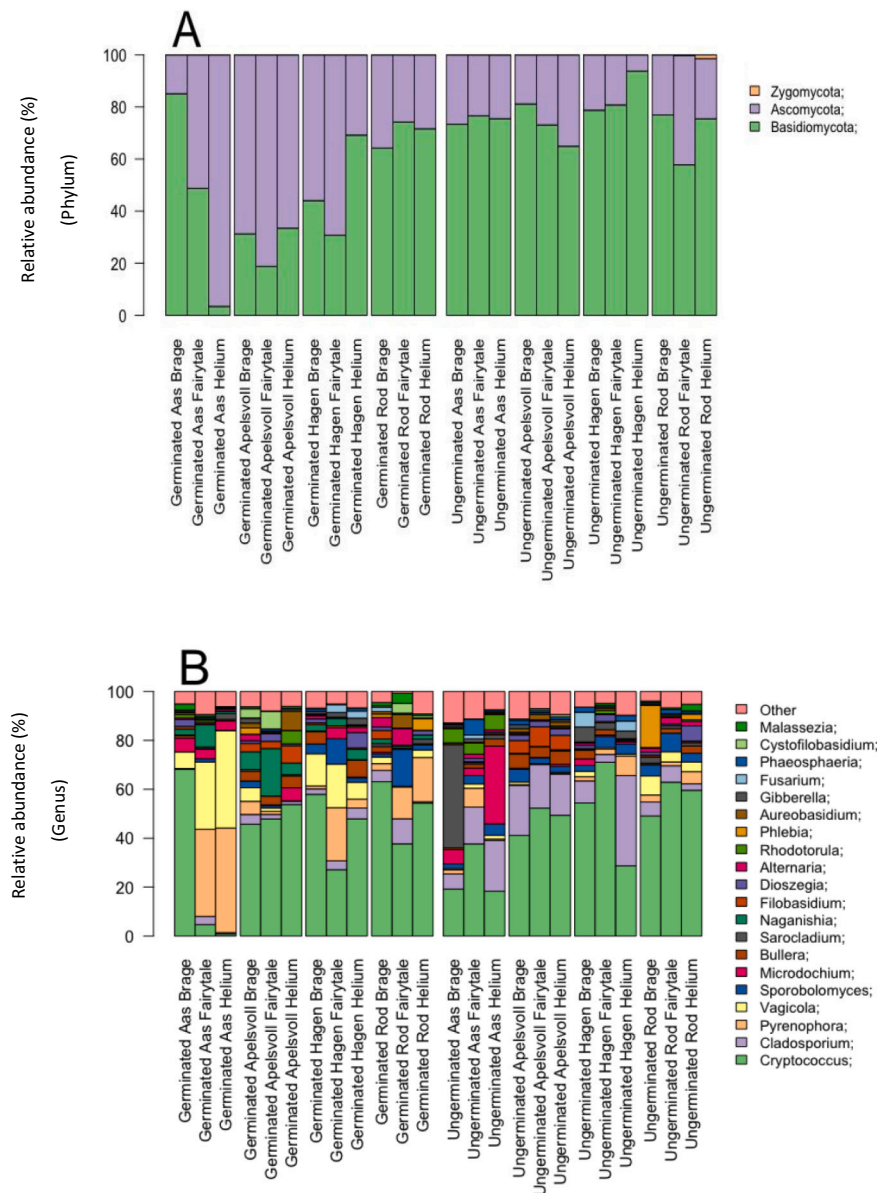 A
Relative abundance (%)
(Phylum)
100
80
60
40
20
0
Zygomycota;
Ascomycota;
Basidiomycota;
Germinated Aas Brage
Germinated Aas Fairytale
Germinated Aas Helium
Germinated Apelsvoll Brage
Germinated Apelsvoll Fairytale
Germinated Apelsvoll Helium
Germinated Hagen Brage
Germinated Hagen Fairytale
Germinated Hagen Helium
Germinated Rod Brage
Germinated Rod Fairytale
Germinated Rod Helium
Ungerminated Aas Brage
Ungerminated Aas Fairytale
Ungerminated Aas Helium
Ungerminated Apelsvoll Brage
Ungerminated Apelsvoll Fairytale
Ungerminated Apelsvoll Helium
Ungerminated Hagen Brage
Ungerminated Hagen Fairytale
Ungerminated Hagen Helium
Ungerminated Rod Brage
Ungerminated Rod Fairytale
Ungerminated Rod Helium
B
Relative abundance (%)
(Genus)
100
80
60
40
20
0
Other
Malassezia;
Cystofilobasidium;
Phaeosphaeria;
Fusarium;
Gibberella;
Aureobasidium;
Phlebia;
Rhodotorula;
Alternaria;
Dioszegia;
Filobasidium;
Naganishia;
Sarocladium;
Bullera;
Microdochium;
Sporobolomyces;
Vagicola;
Pyrenophora;
Cladosporium;
Cryptococcus;
Germinated Aas Brage
Germinated Aas Fairytale
Germinated Aas Helium
Germinated Apelsvoll Brage
Germinated Apelsvoll Fairytale
Germinated Apelsvoll Helium
Germinated Hagen Brage
Germinated Hagen Fairytale
Germinated Hagen Helium
Germinated Rod Brage
Germinated Rod Fairytale
Germinated Rod Helium
Ungerminated Aas Brage
Ungerminated Aas Fairytale
Ungerminated Aas Helium
Ungerminated Apelsvoll Brage
Ungerminated Apelsvoll Fairytale
Ungerminated Apelsvoll Helium
Ungerminated Hagen Brage
Ungerminated Hagen Fairytale
Ungerminated Hagen Helium
Ungerminated Rod Brage
Ungerminated Rod Fairytale
Ungerminated Rod Helium